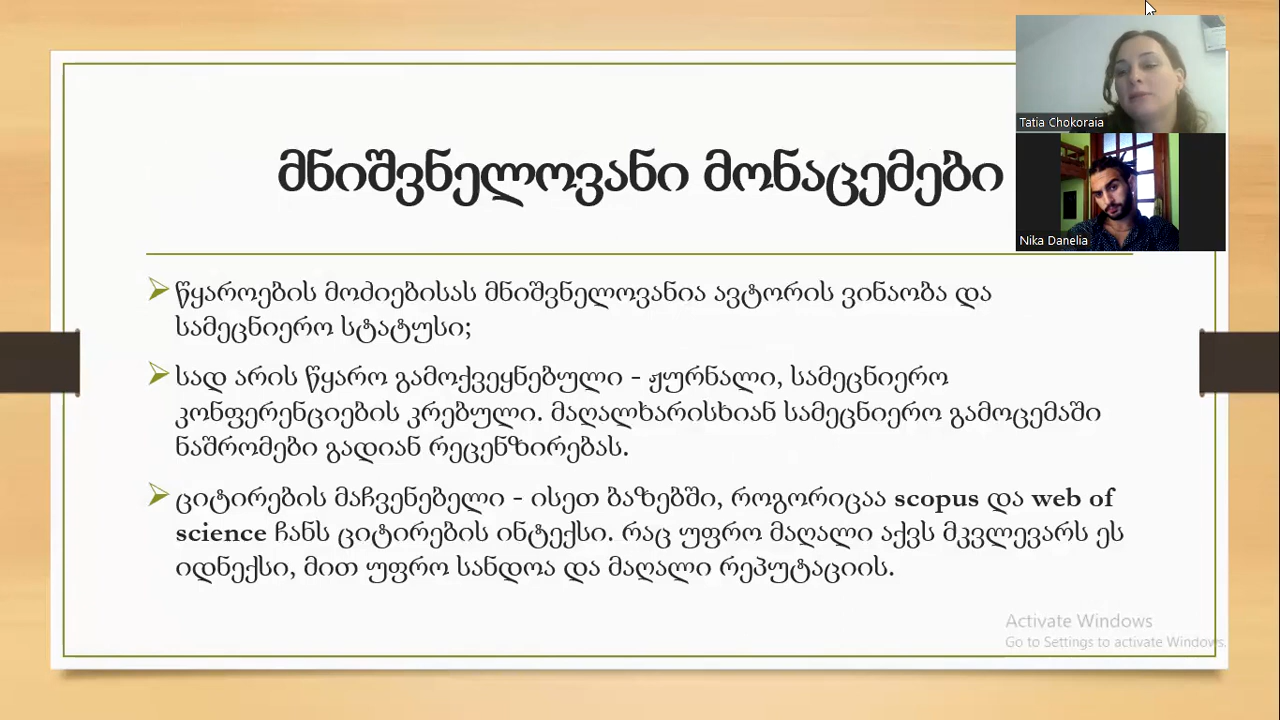 Tatia Chokoraia
Nika Danelia
მნიშვნელოვანი მონაცემები
წყაროების მოძიებისას მნიშვნელოვანია ავტორის ვინაობა და
სამეცნიერო სტატუსი;
სად არის წყარო გამოქვეყნებული - ჟურნალი, სამეცნიერო
კონფერენციების კრებული. მაღალხარისხიან სამეცნიერო გამოცემაში
ნაშრომები გადიან რეცენზირებას.
ციტირების მაჩვენებელი - ისეთ ბაზებში, როგორიცაა scopus და web of
science ჩანს ციტირების ინტექსი. რაც უფრო მაღალი აქვს მკვლევარს ეს
იდნექსი, მით უფრო სანდოა და მაღალი რეპუტაციის.
Activate Windows
Go to Settings to activate Windows.